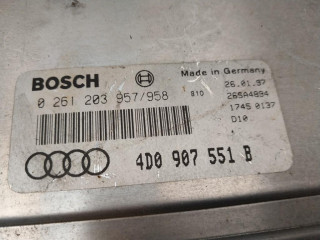 BOSCH
Made in Germany
0 261 203 957/958
810
26.01.97
265A4894
1745 0137
D10
4D0 907 551 B